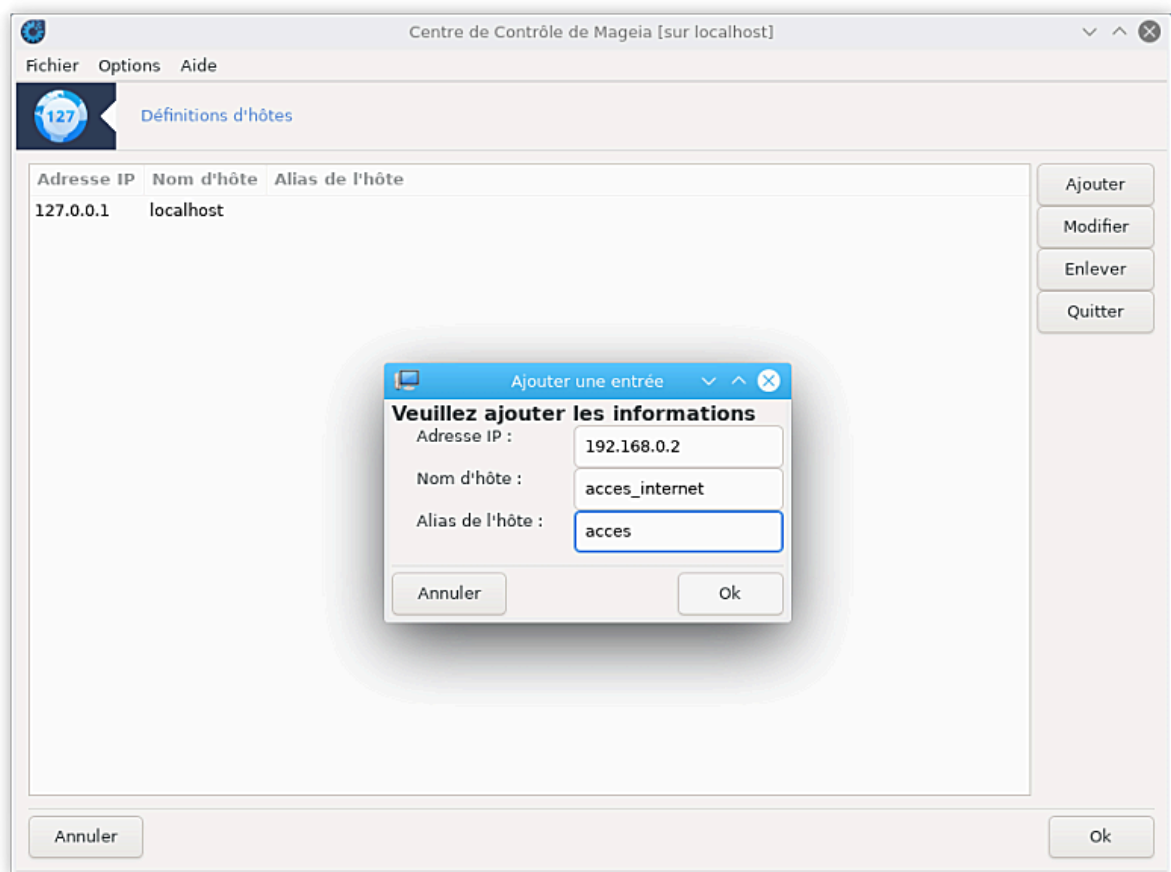 Centre de Contrôle de Mageia [sur localhost]
Fichier Options Aide
127
Définitions d'hôtes
Adresse IP Nom d'hôte Alias de l'hôte
127.0.0.1 localhost
Ajouter
Modifier
Enlever
Quitter
Ajouter une entrée
Veuillez ajouter les informations
Adresse IP : 192.168.0.2
Nom d'hôte : acces_internet
Alias de l'hôte : acces
Annuler Ok
Annuler Ok